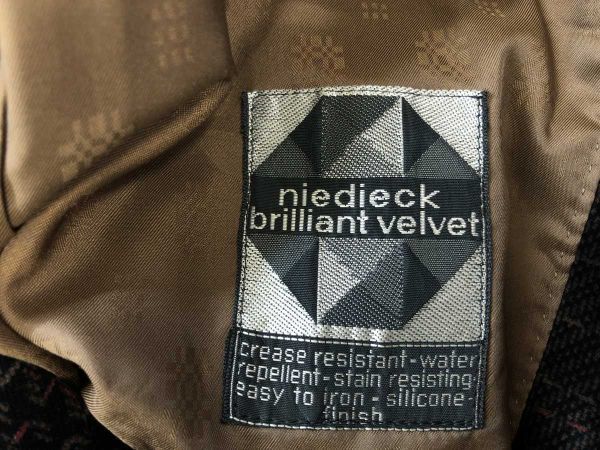 niedieck
brilliant velvet
crease resistant-water
repellent-stain resisting
easy to iron - silicone-
finish